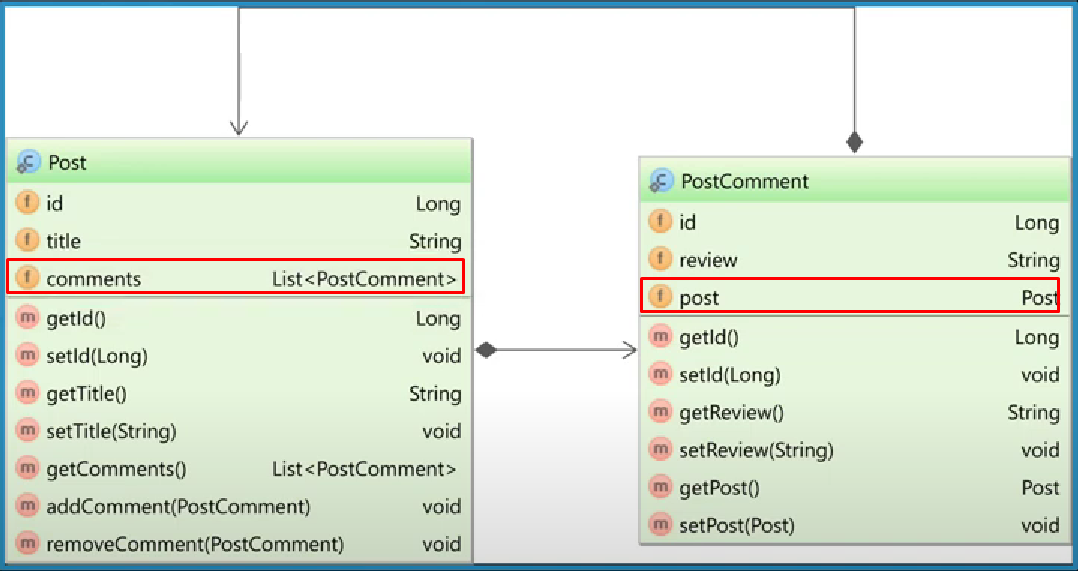 Post
id Long
title String
comments List<PostComment>
getId() Long
setId(Long) void
getTitle() String
setTitle(String) void
getComments() List<PostComment>
addComment(PostComment) void
removeComment(PostComment) void
PostComment
id Long
review String
post Post
getId() Long
setId(Long) void
getReview() String
setReview(String) void
getPost() Post
setPost(Post) void